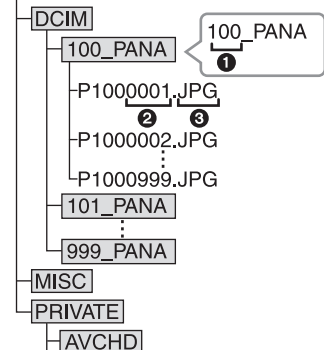 DCIM
100_PANA
100_PANA
❶
P1000001.JPG
❷ ❸
P1000002.JPG
P1000999.JPG
101_PANA
999_PANA
MISC
PRIVATE
AVCHD